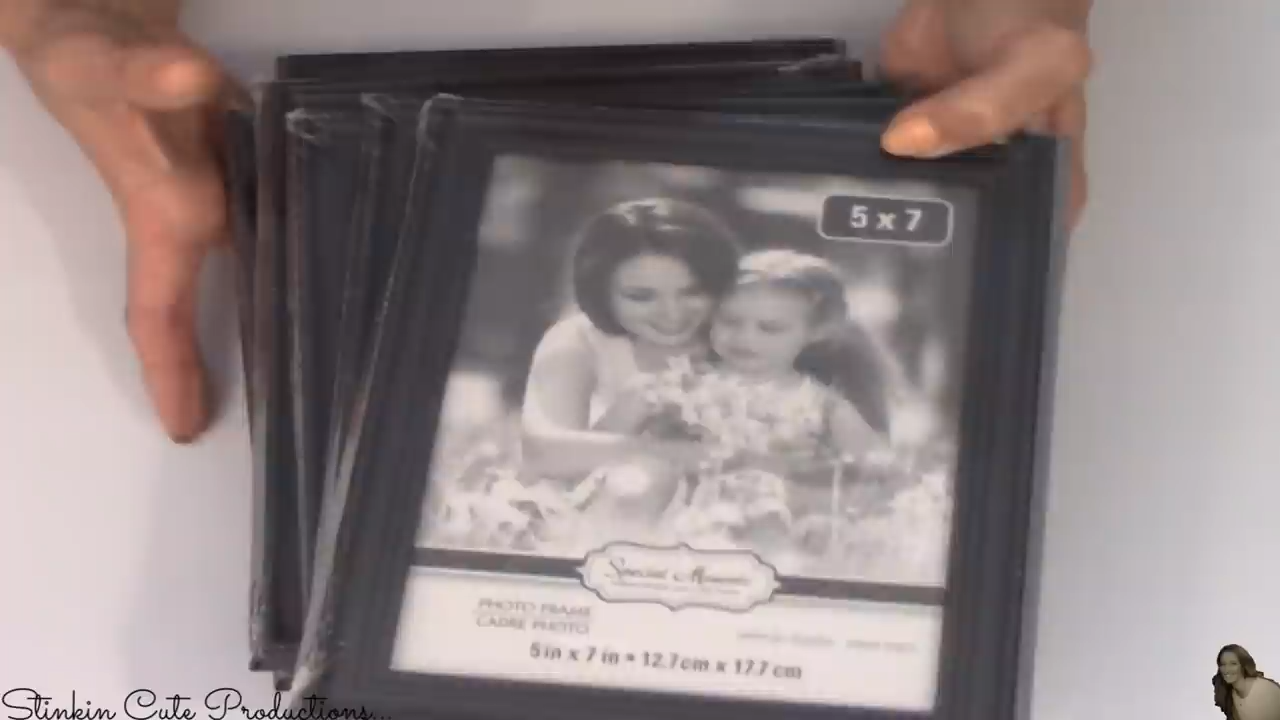 5 x 7
Special Moments
PHOTO FRAME
CADRE PHOTO
5 in x 7 in • 12.7cm x 17.7 cm
Stinkin Cute Productions...